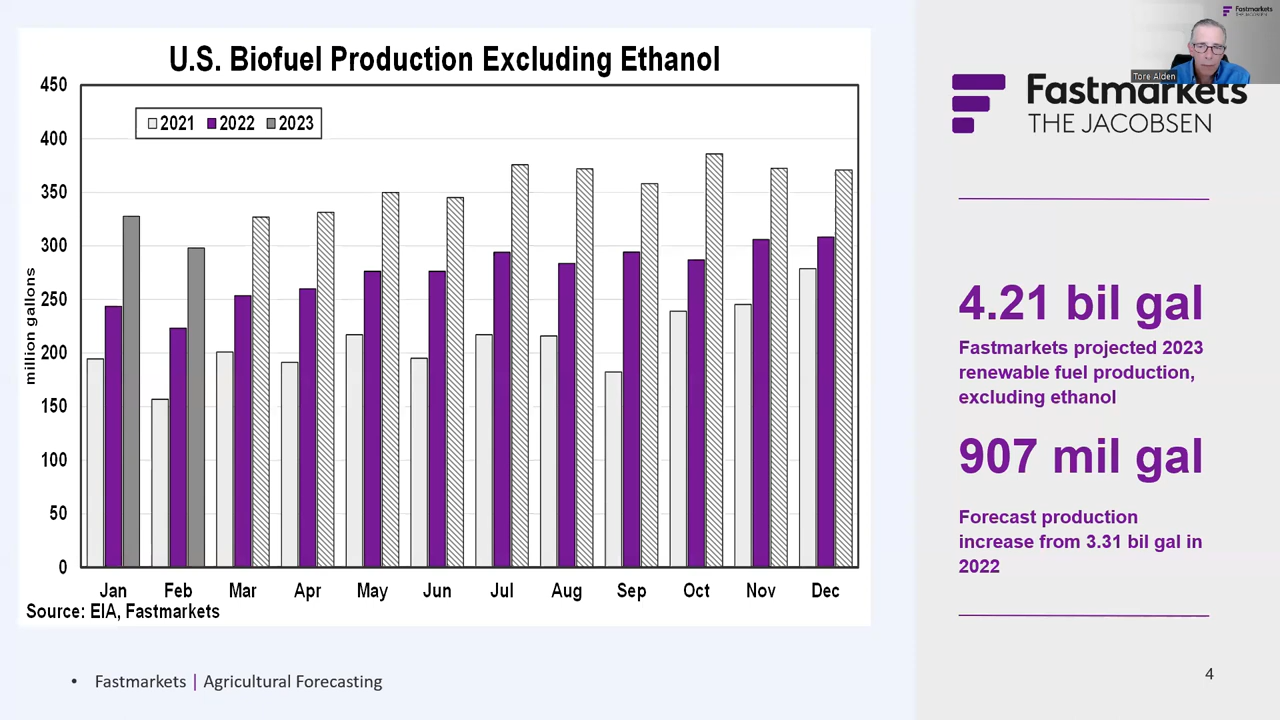 U.S. Biofuel Production Excluding Ethanol
450
400
350
300
250
200
150
100
50
0
million gallons
2021 2022 2023
Jan Feb Mar Apr May Jun Jul Aug Sep Oct Nov Dec
Source: EIA, Fastmarkets
• Fastmarkets | Agricultural Forecasting
Fastmarkets
Tore Alden
Fastmarkets
THE JACOBSEN
4.21 bil gal
Fastmarkets projected 2023
renewable fuel production,
excluding ethanol
907 mil gal
Forecast production
increase from 3.31 bil gal in
2022
4